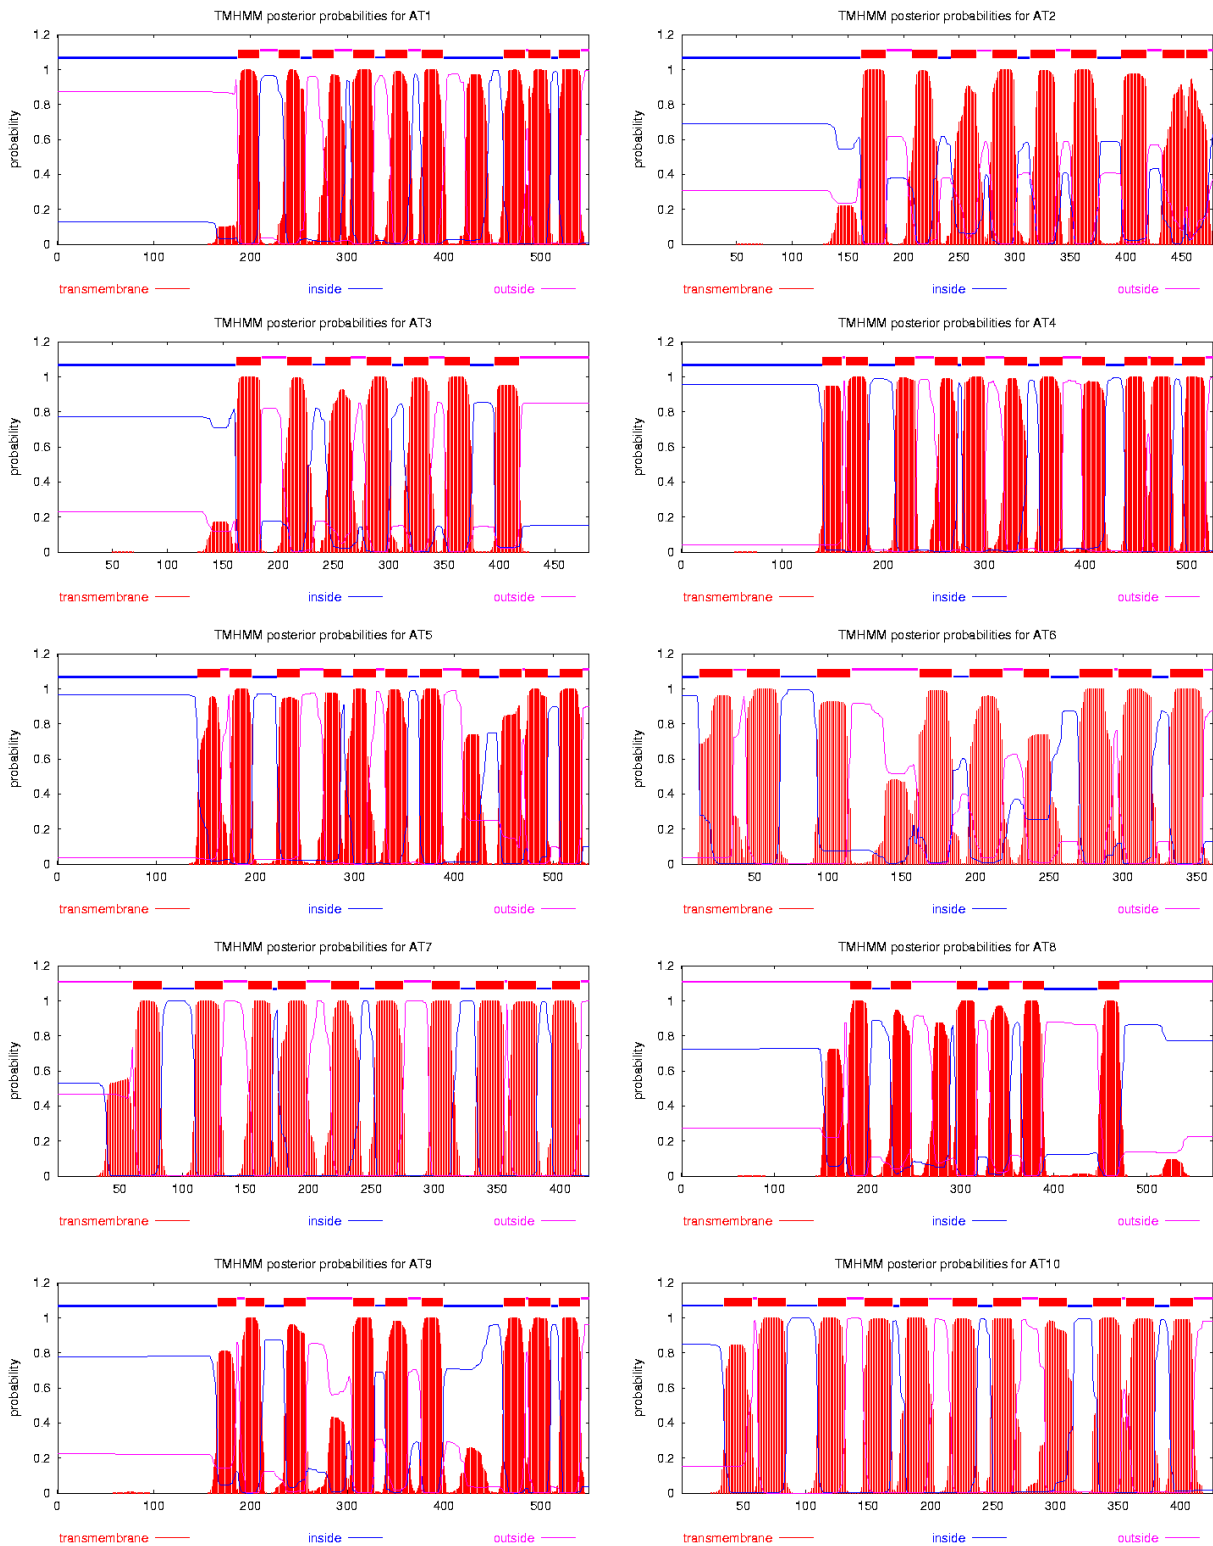 TMHMM posterior probabilities for AT1
1.2
1
0.8
0.6
0.4
0.2
0
probability
0 100 200 300 400 500
transmembrane inside outside
TMHMM posterior probabilities for AT2
1.2
1
0.8
0.6
0.4
0.2
0
probability
50 100 150 200 250 300 350 400 450
transmembrane inside outside
TMHMM posterior probabilities for AT3
1.2
1
0.8
0.6
0.4
0.2
0
probability
50 100 150 200 250 300 350 400 450
transmembrane inside outside
TMHMM posterior probabilities for AT4
1.2
1
0.8
0.6
0.4
0.2
0
probability
0 100 200 300 400 500
transmembrane inside outside
TMHMM posterior probabilities for AT5
1.2
1
0.8
0.6
0.4
0.2
0
probability
0 100 200 300 400 500
transmembrane inside outside
TMHMM posterior probabilities for AT6
1.2
1
0.8
0.6
0.4
0.2
0
probability
50 100 150 200 250 300 350
transmembrane inside outside
TMHMM posterior probabilities for AT7
1.2
1
0.8
0.6
0.4
0.2
0
probability
50 100 150 200 250 300 350 400
transmembrane inside outside
TMHMM posterior probabilities for AT8
1.2
1
0.8
0.6
0.4
0.2
0
probability
0 100 200 300 400 500
transmembrane inside outside
TMHMM posterior probabilities for AT9
1.2
1
0.8
0.6
0.4
0.2
0
probability
0 100 200 300 400 500
transmembrane inside outside
TMHMM posterior probabilities for AT10
1.2
1
0.8
0.6
0.4
0.2
0
probability
50 100 150 200 250 300 350 400
transmembrane inside outside